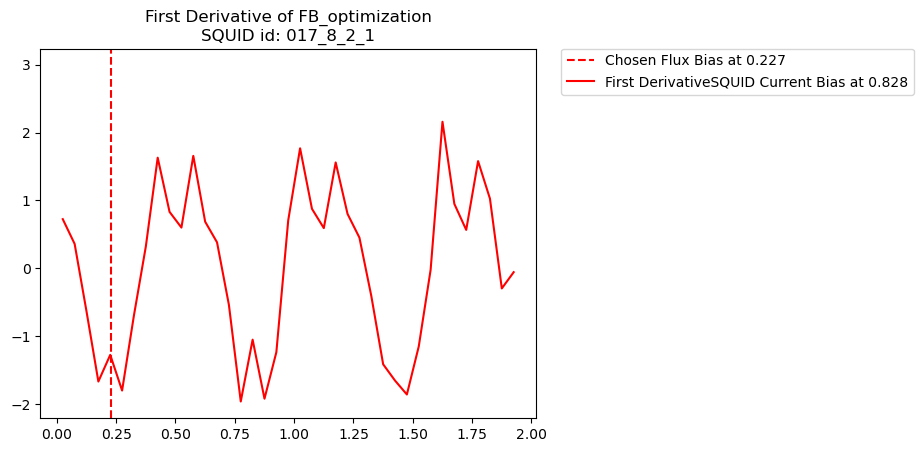 First Derivative of FB_optimization
SQUID id: 017_8_2_1
Chosen Flux Bias at 0.227
First DerivativeSQUID Current Bias at 0.828
3
2
1
0
−1
−2
0.00 0.25 0.50 0.75 1.00 1.25 1.50 1.75 2.00